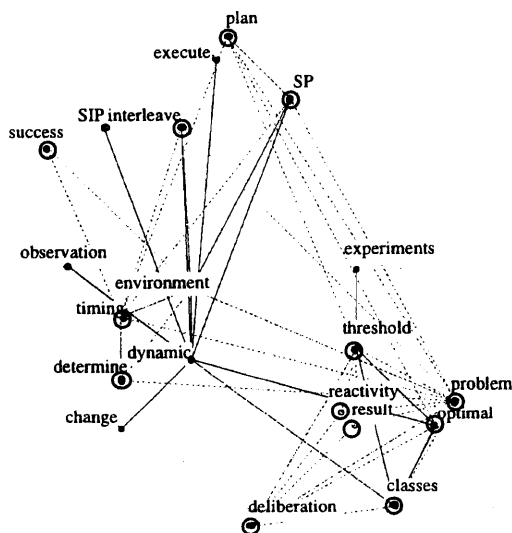 plan
execute
SP
SIP interleave
success
observation
experiments
environment
timing
threshold
dynamic
determine
problem
reactivity
optimal
result
change
classes
deliberation